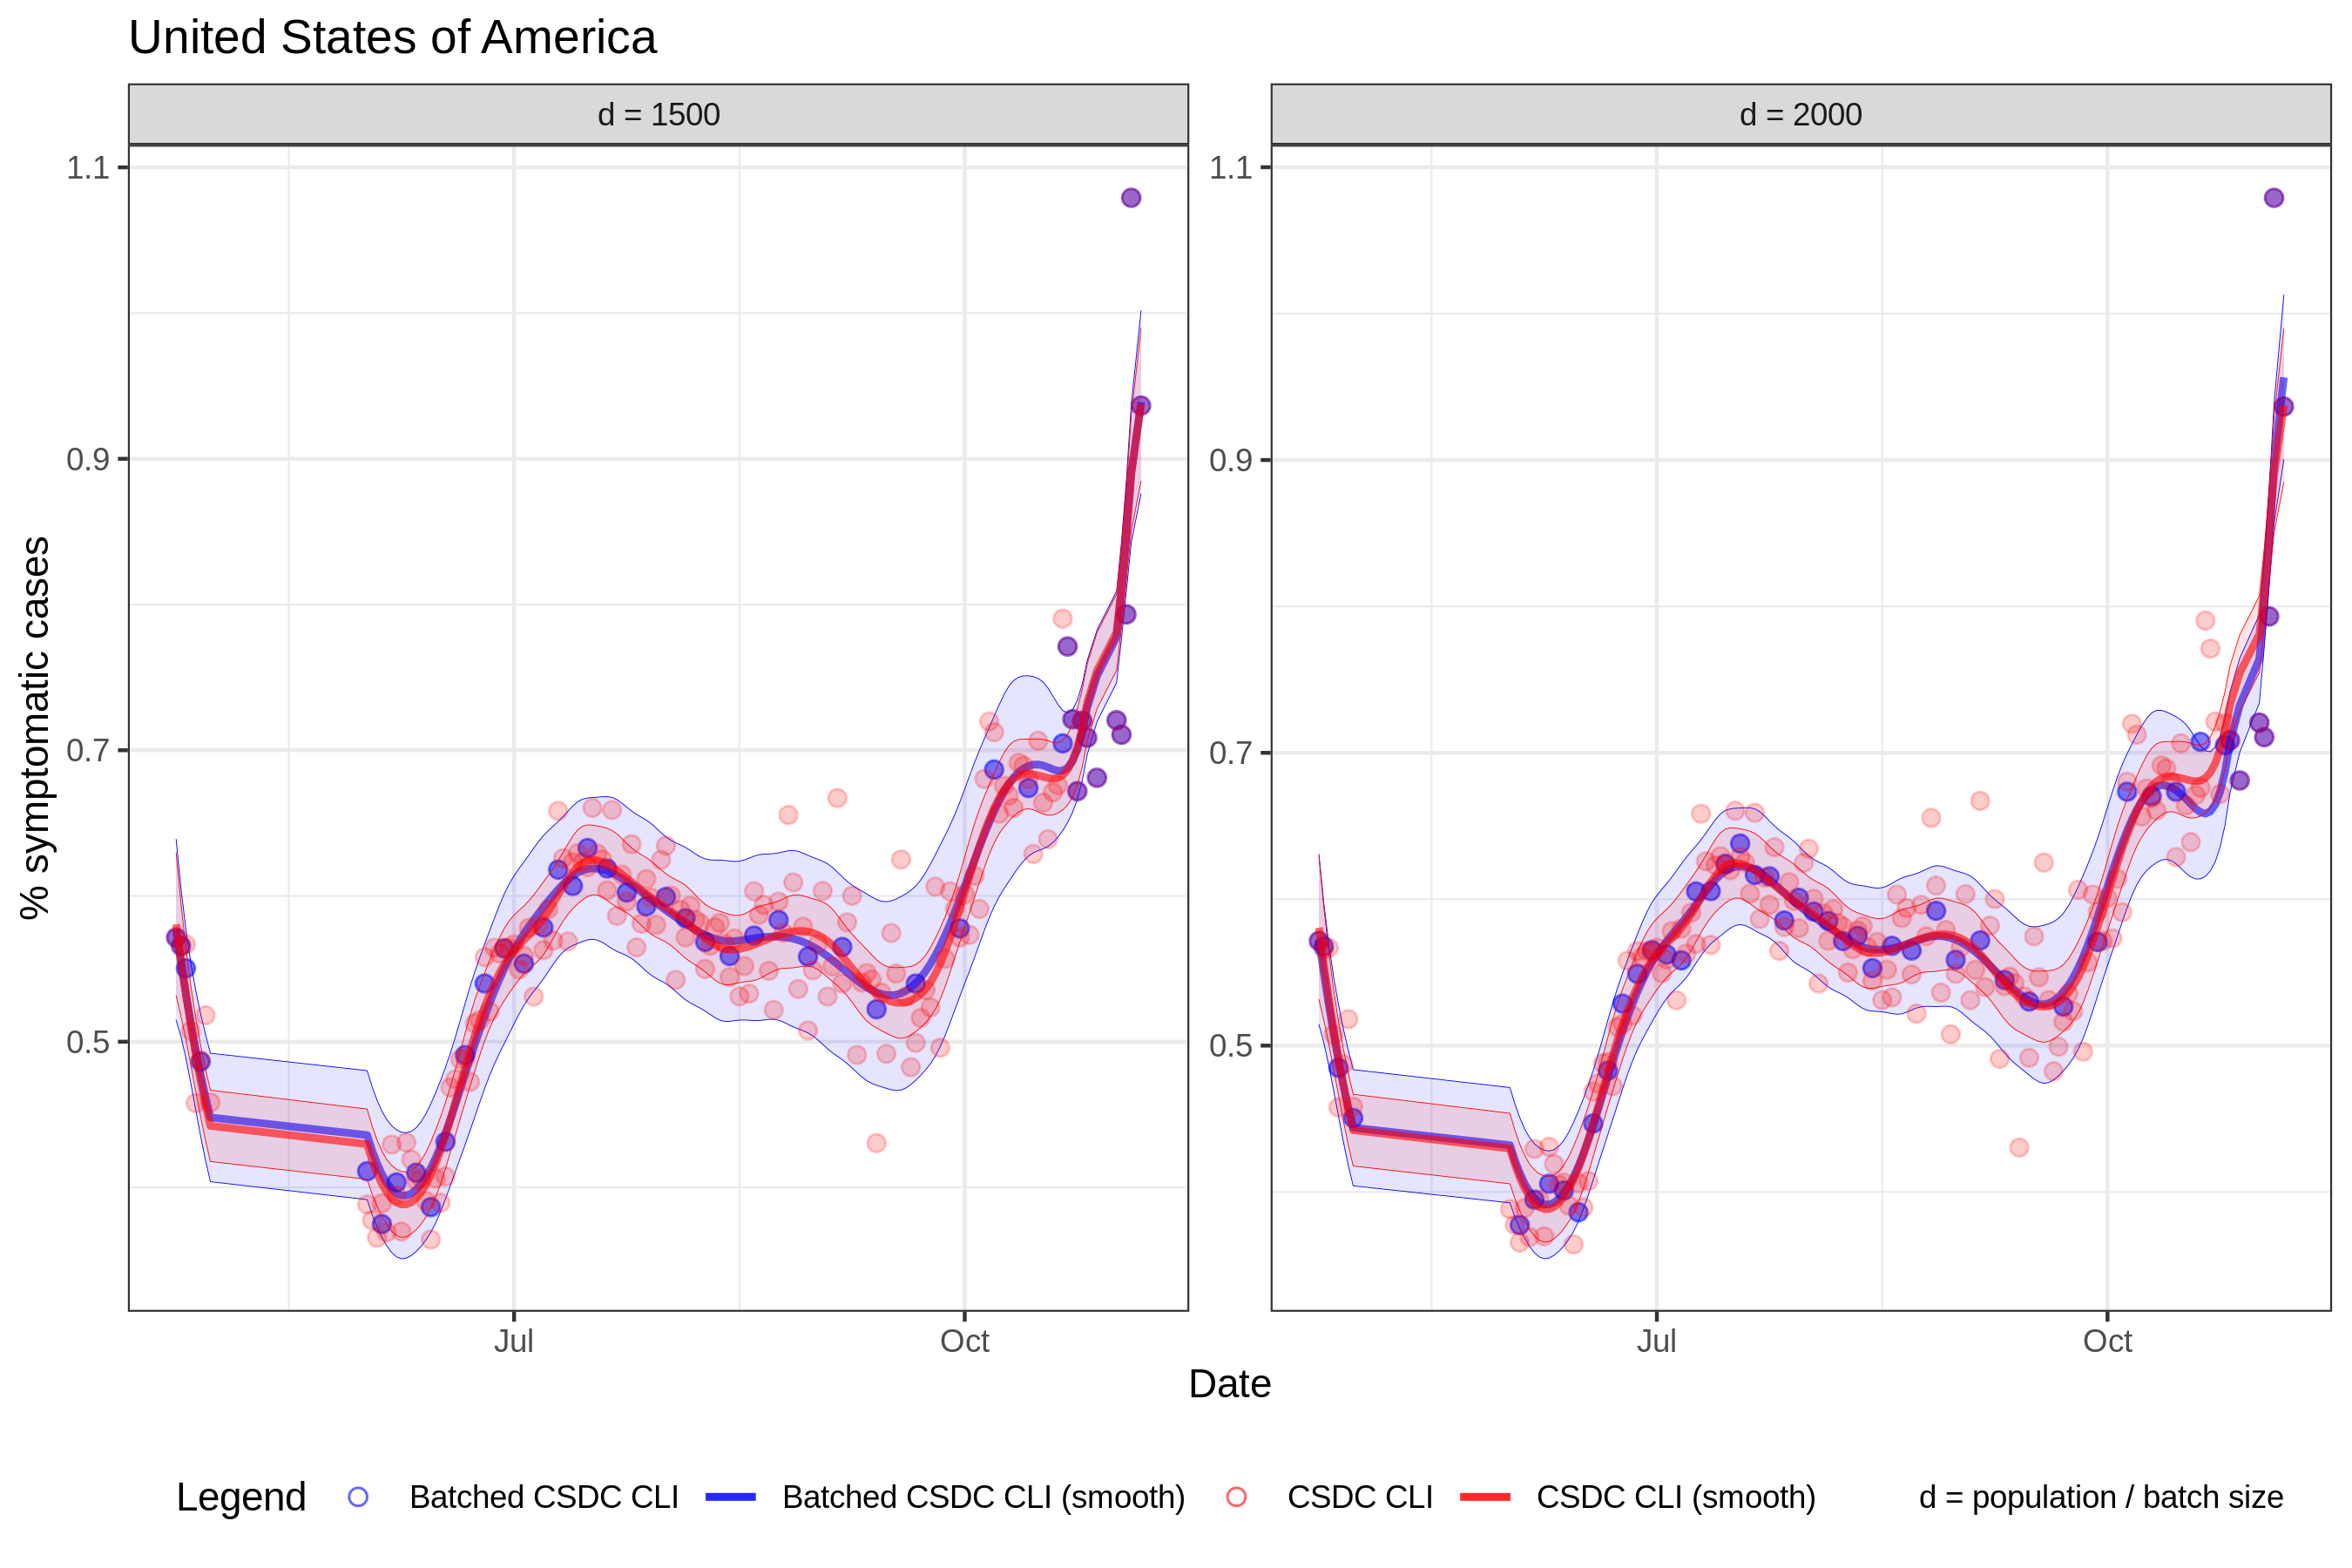 United States of America
d = 1500
d = 2000
1.1
0.9
0.7
0.5
1.1
0.9
0.7
0.5
% symptomatic cases
Jul
Oct
Jul
Oct
Date
Legend
Batched CSDC CLI
Batched CSDC CLI (smooth)
CSDC CLI
CSDC CLI (smooth)
d = population / batch size